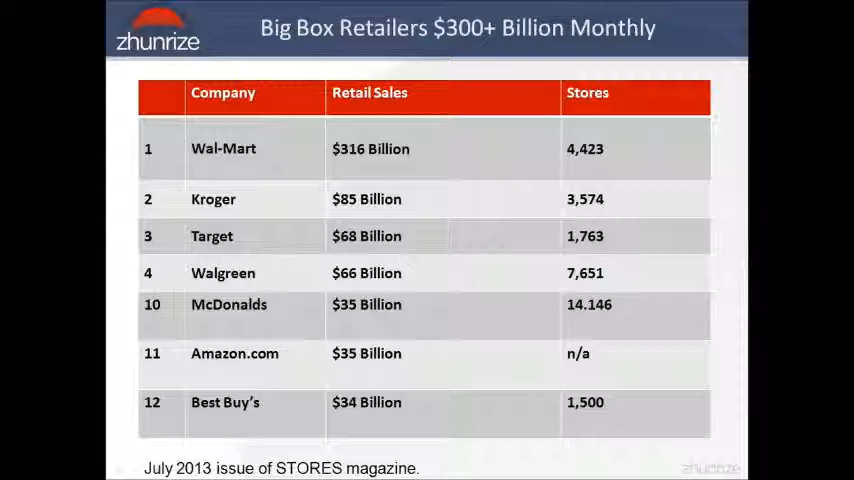 zhunrize
Big Box Retailers $300+ Billion Monthly
Company Retail Sales Stores
1 Wal-Mart $316 Billion 4,423
2 Kroger $85 Billion 3,574
3 Target $68 Billion 1,763
4 Walgreen $66 Billion 7,651
10 McDonalds $35 Billion 14.146
11 Amazon.com $35 Billion n/a
12 Best Buy's $34 Billion 1,500
July 2013 issue of STORES magazine.
zhunrize